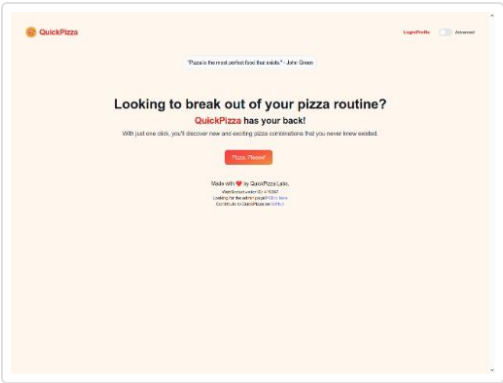 QuickPizza
Login/Profile
Advanced
"Pizza is the most perfect food that exists." - John Green
Looking to break out of your pizza routine?
QuickPizza has your back!
With just one click, you'll discover new and exciting pizza combinations that you never knew existed.
Pizza, Please!
Made with ❤️ by QuickPizza Labs.
Looking for the admin page? Click here
Contribute to QuickPizza on GitHub